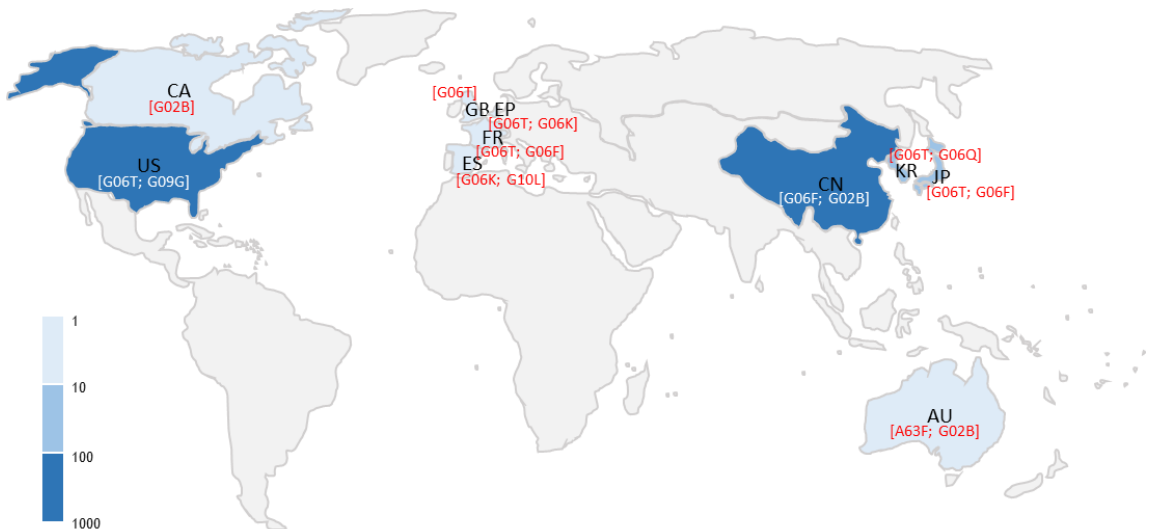 CA
[G02B]
US
[G06T; G09G]
[G06T]
GB EP
[G06T; G06K]
FR
[G06T; G06F]
ES
[G06K; G10L]
CN
[G06F; G02B]
[G06T; G06Q]
KR
JP
[G06T; G06F]
AU
[A63F; G02B]
1
10
100
1000